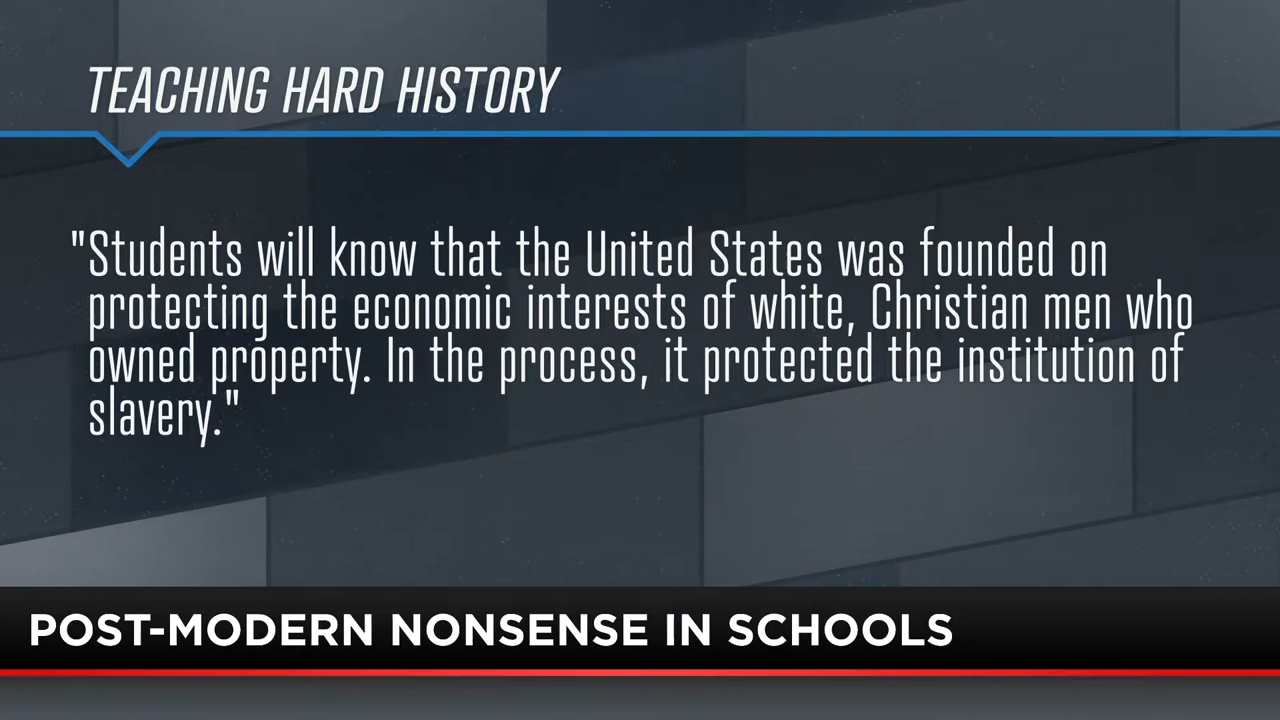 TEACHING HARD HISTORY
"Students will know that the United States was founded on
protecting the economic interests of white, Christian men who
owned property. In the process, it protected the institution of
slavery."
POST-MODERN NONSENSE IN SCHOOLS